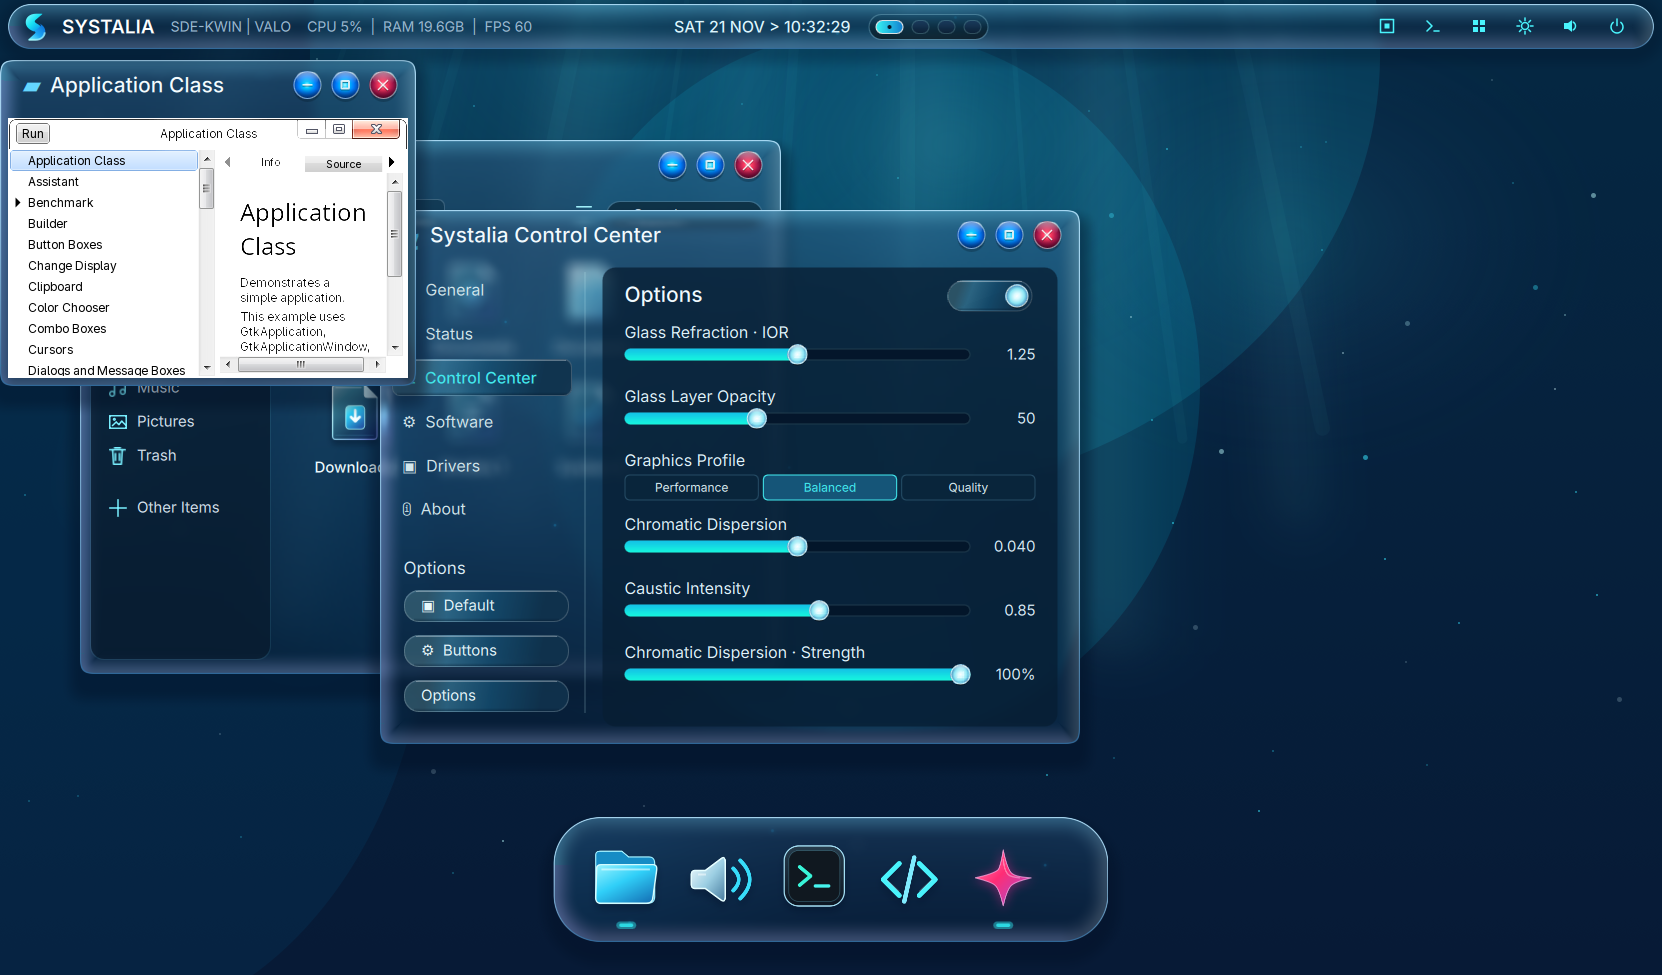 SYSTALIA
SDE-KWIN | VALO
CPU 5% | RAM 19.6GB | FPS 60
SAT 21 NOV > 10:32:29
Application Class
Run
Application Class
Application Class
Assistant
Benchmark
Builder
Button Boxes
Change Display
Clipboard
Color Chooser
Combo Boxes
Cursors
Dialogs and Message Boxes
Info
Source
Application
Class
Demonstrates a
simple application.
This example uses
GtkApplication,
GtkApplicationWindow,
Music
Pictures
Trash
Other Items
Systalia Control Center
General
Status
Control Center
Software
Drivers
About
Options
Default
Buttons
Options
Options
Glass Refraction · IOR
1.25
Glass Layer Opacity
50
Graphics Profile
Performance
Balanced
Quality
Chromatic Dispersion
0.040
Caustic Intensity
0.85
Chromatic Dispersion · Strength
100%